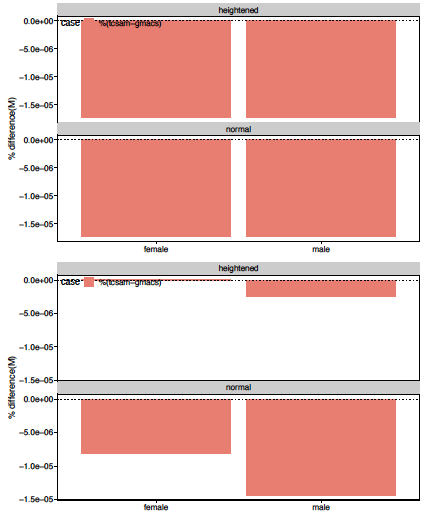 heightened
case %(tcsam−gmacs)
0.0e+00
−5.0e−06
−1.0e−05
−1.5e−05
normal
0.0e+00
−5.0e−06
−1.0e−05
−1.5e−05
% difference(M)
female male
heightened
case %(tcsam−gmacs)
0.0e+00
−5.0e−06
−1.0e−05
−1.5e−05
normal
0.0e+00
−5.0e−06
−1.0e−05
−1.5e−05
% difference(M)
female male